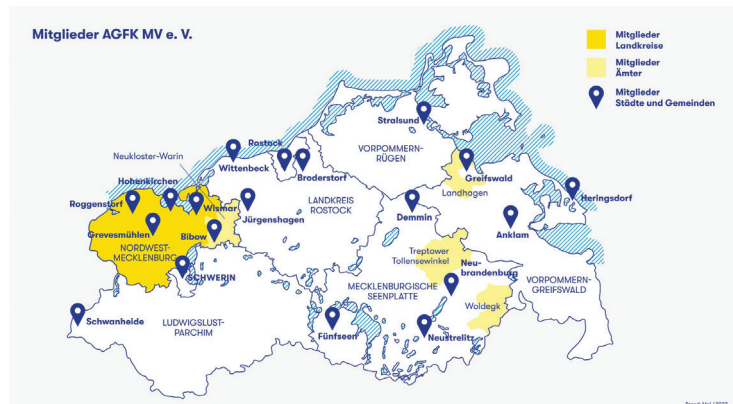 Mitglieder AGFK MV e. V.
Mitglieder
Landkreise
Mitglieder
Ämter
Mitglieder
Städte und Gemeinden
Stralsund
VORPOMMERN-
RÜGEN
Rostock
Neukloster-Warin
Wittenbeck
Broderstorf
Greifswald
Landhagen
Hohenkirchen
Heringsdorf
Roggenstorf
Wismar
LANDKREIS
ROSTOCK
Jürgenshagen
Demmin
Anklam
Grevesmühlen
Bibow
NORDWEST-
MECKLENBURG
Treptower
Tollensewinkel
Neu-
brandenburg
SCHWERIN
MECKLENBURGISCHE
SEENPLATTE
VORPOMMERN-
GREIFSWALD
Woldegk
Schwanheide
LUDWIGSLUST-
PARCHIM
Fünfseen
Neustrelitz